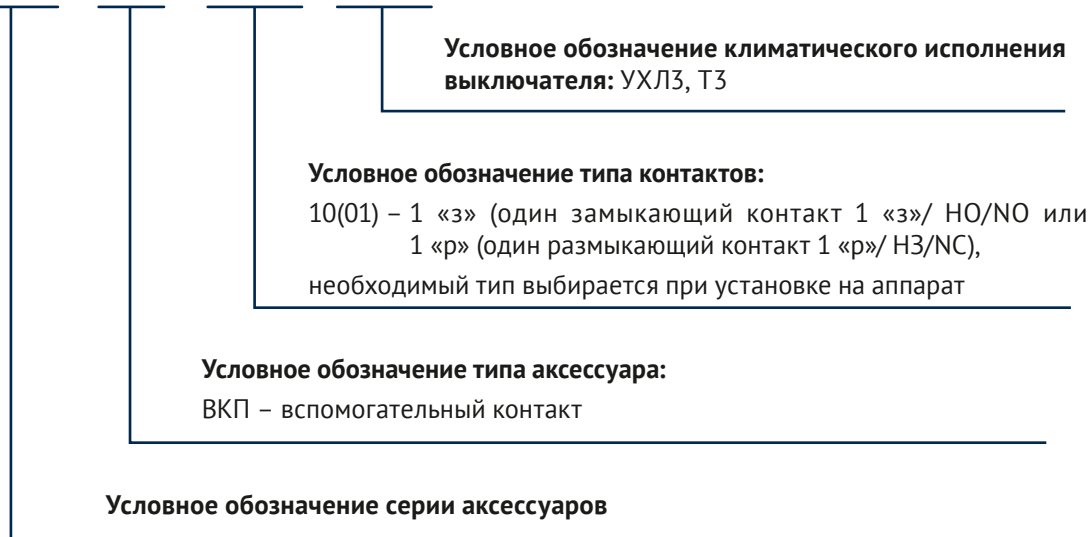 Условное обозначение климатического исполнения
выключателя: УХЛ3, Т3
Условное обозначение типа контактов:
10(01) – 1 «з» (один замыкающий контакт 1 «з»/ НО/NO или
1 «р» (один размыкающий контакт 1 «р»/ НЗ/NC),
необходимый тип выбирается при установке на аппарат
Условное обозначение типа аксессуара:
ВКП – вспомогательный контакт
Условное обозначение серии аксессуаров